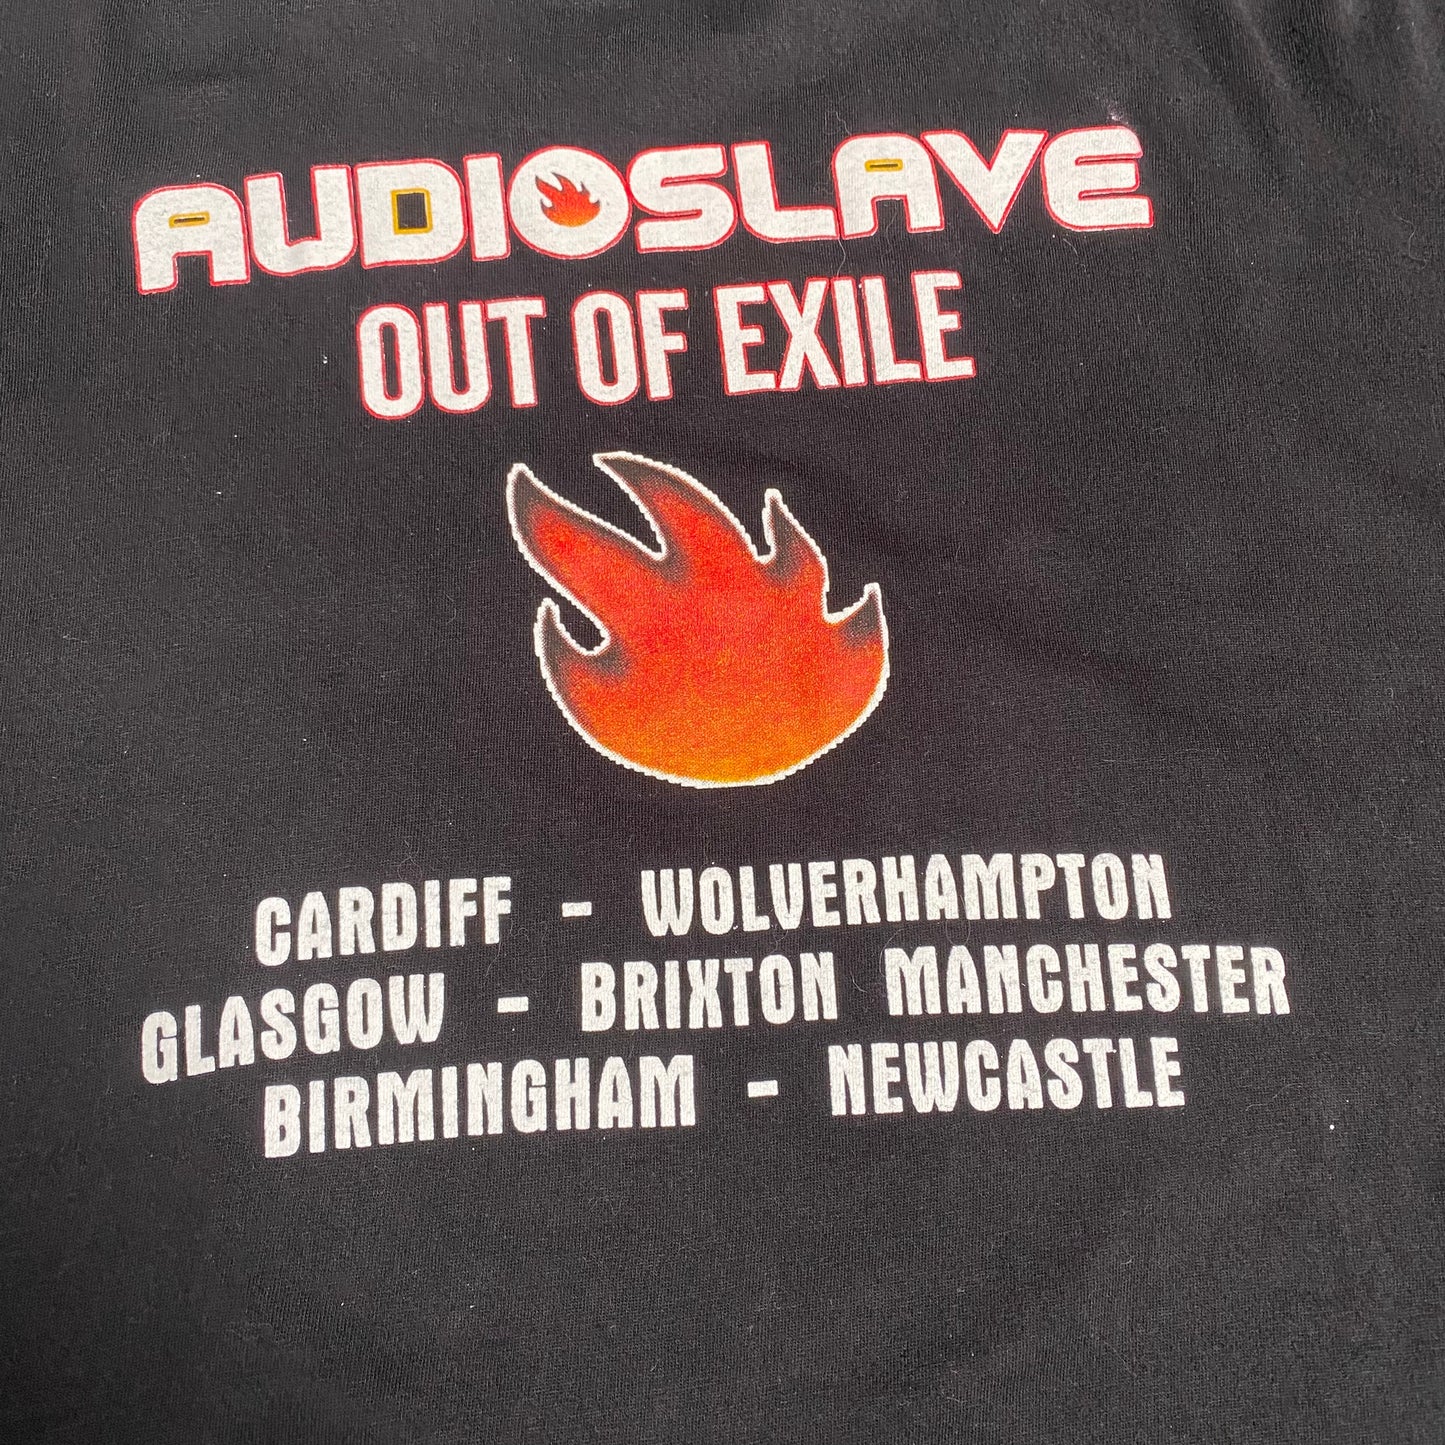 AUDIOSLAVE
OUT OF EXILE
CARDIFF - WOLVERHAMPTON
GLASGOW - BRIXTON MANCHESTER
BIRMINGHAM - NEWCASTLE